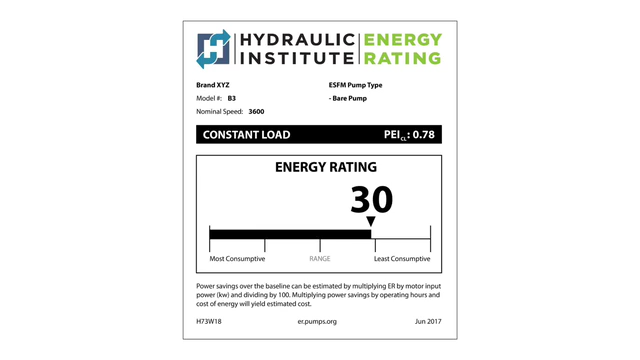 HYDRAULIC INSTITUTE ENERGY RATING
Brand XYZ
ESFM Pump Type
Model #: B3
- Bare Pump
Nominal Speed: 3600
CONSTANT LOAD
PEICL: 0.78
ENERGY RATING
30
Most Consumptive
RANGE
Least Consumptive
Power savings over the baseline can be estimated by multiplying ER by motor input
power (kw) and dividing by 100. Multiplying power savings by operating hours and
cost of energy will yield estimated cost.
H73W18
er.pumps.org
Jun 2017